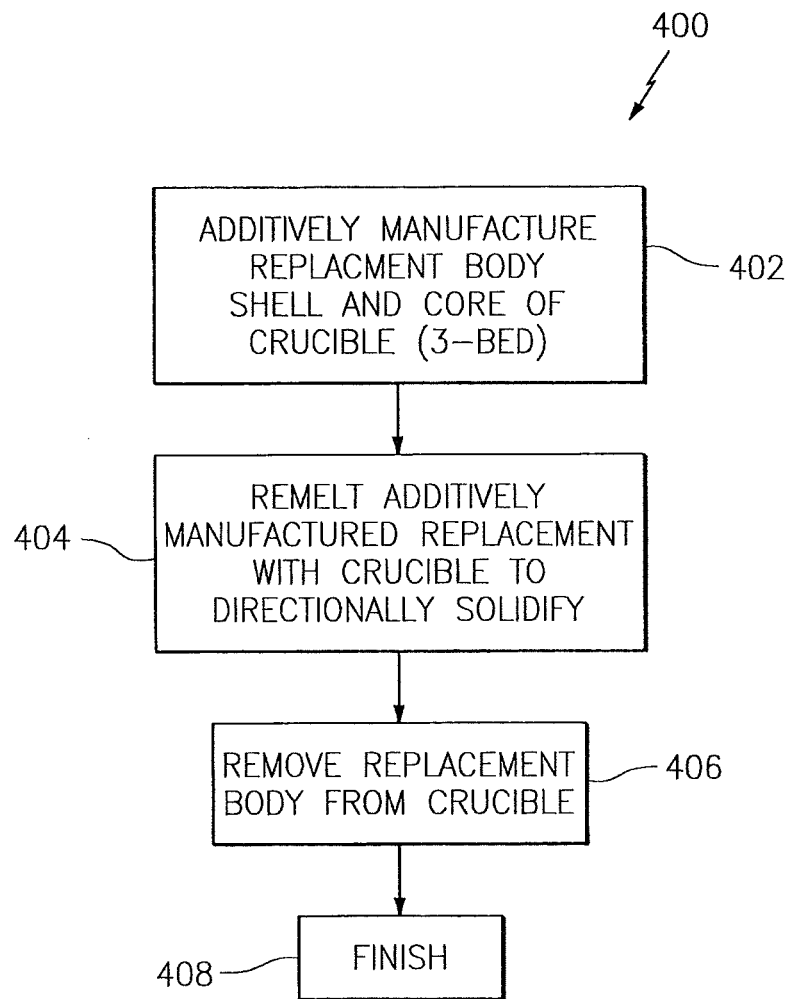 400
ADDITIVELY MANUFACTURE
REPLACMENT BODY
SHELL AND CORE OF
CRUCIBLE (3-BED)
402
REMELT ADDITIVELY
MANUFACTURED REPLACEMENT
WITH CRUCIBLE TO
DIRECTIONALLY SOLIDIFY
404
REMOVE REPLACEMENT
BODY FROM CRUCIBLE
406
FINISH
408